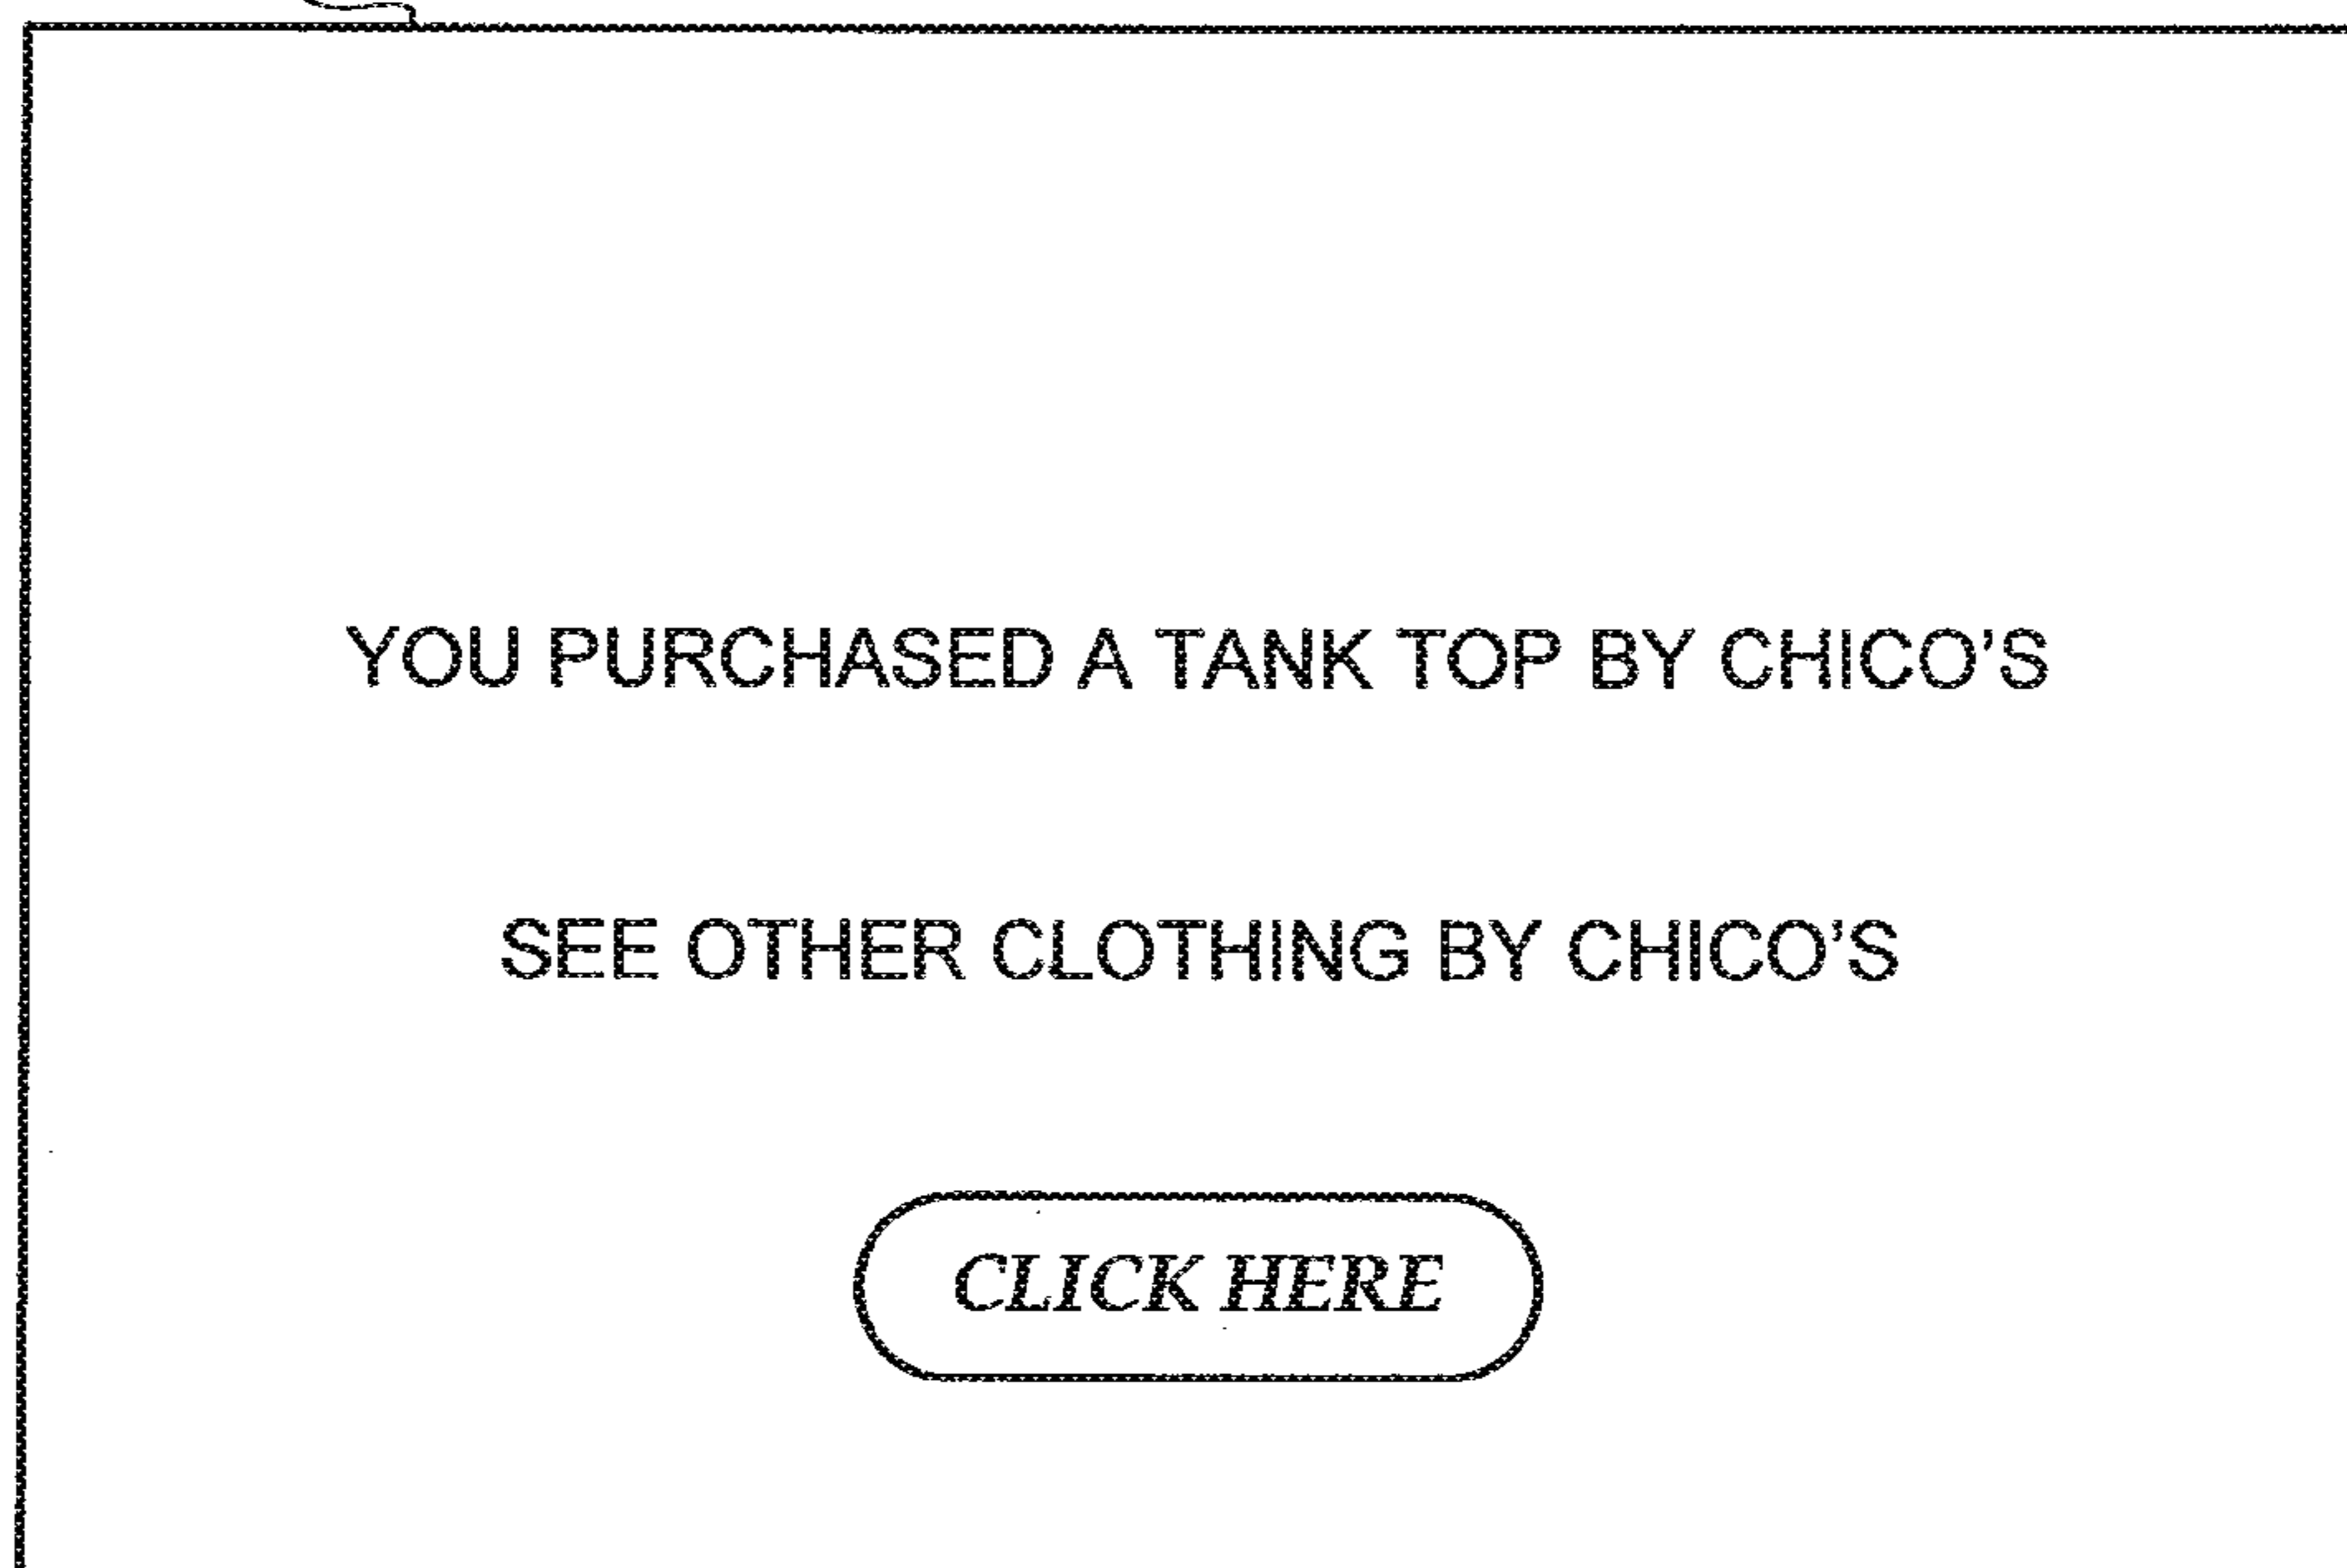 YOU PURCHASED A TANK TOP BY CHICO'S
SEE OTHER CLOTHING BY CHICO'S
CLICK HERE